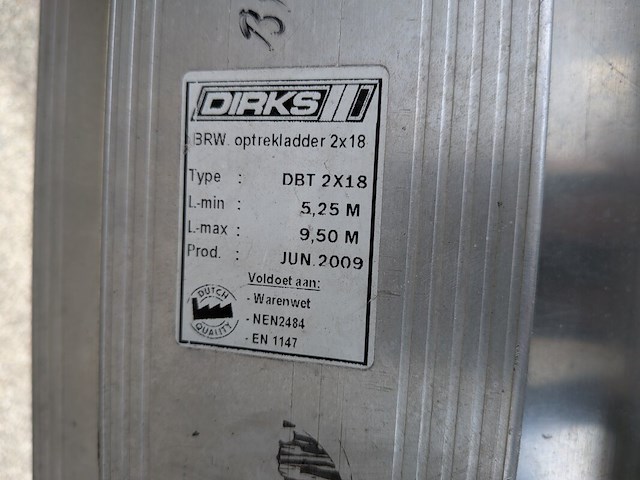 DIRKS
BRW. optrekladder 2x18
Type : DBT 2X18
L-min : 5,25 M
L-max : 9,50 M
Prod. : JUN.2009
Voldoet aan:
- Warenwet
- NEN2484
- EN 1147
DUTCH
QUALITY